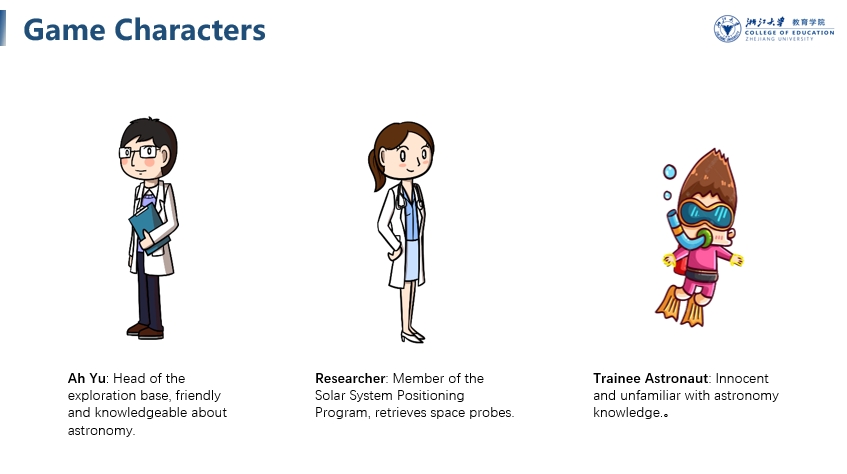 Game Characters
浙江大学 教育学院
COLLEGE OF EDUCATION
ZHEJIANG UNIVERSITY
Ah Yu: Head of the
exploration base, friendly
and knowledgeable about
astronomy.
Researcher: Member of the
Solar System Positioning
Program, retrieves space probes.
Trainee Astronaut: Innocent
and unfamiliar with astronomy
knowledge.。